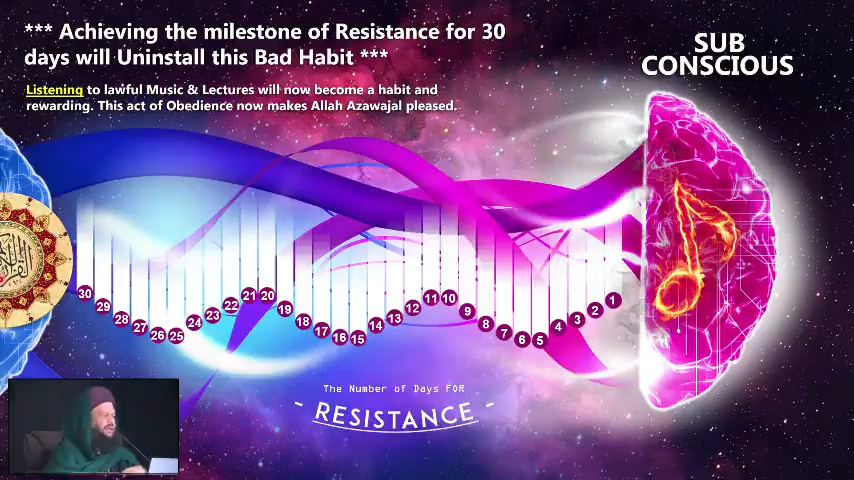 *** Achieving the milestone of Resistance for 30
days will Uninstall this Bad Habit ***
SUB
CONSCIOUS
Listening to lawful Music & Lectures will now become a habit and
rewarding. This act of Obedience now makes Allah Azawajal pleased.
30 29 28 27 26 25 24 23 22 21 20 19 18 17 16 15 14 13 12 11 10 9 8 7 6 5 4 3 2 1
The Number of Days FOR
- RESISTANCE -